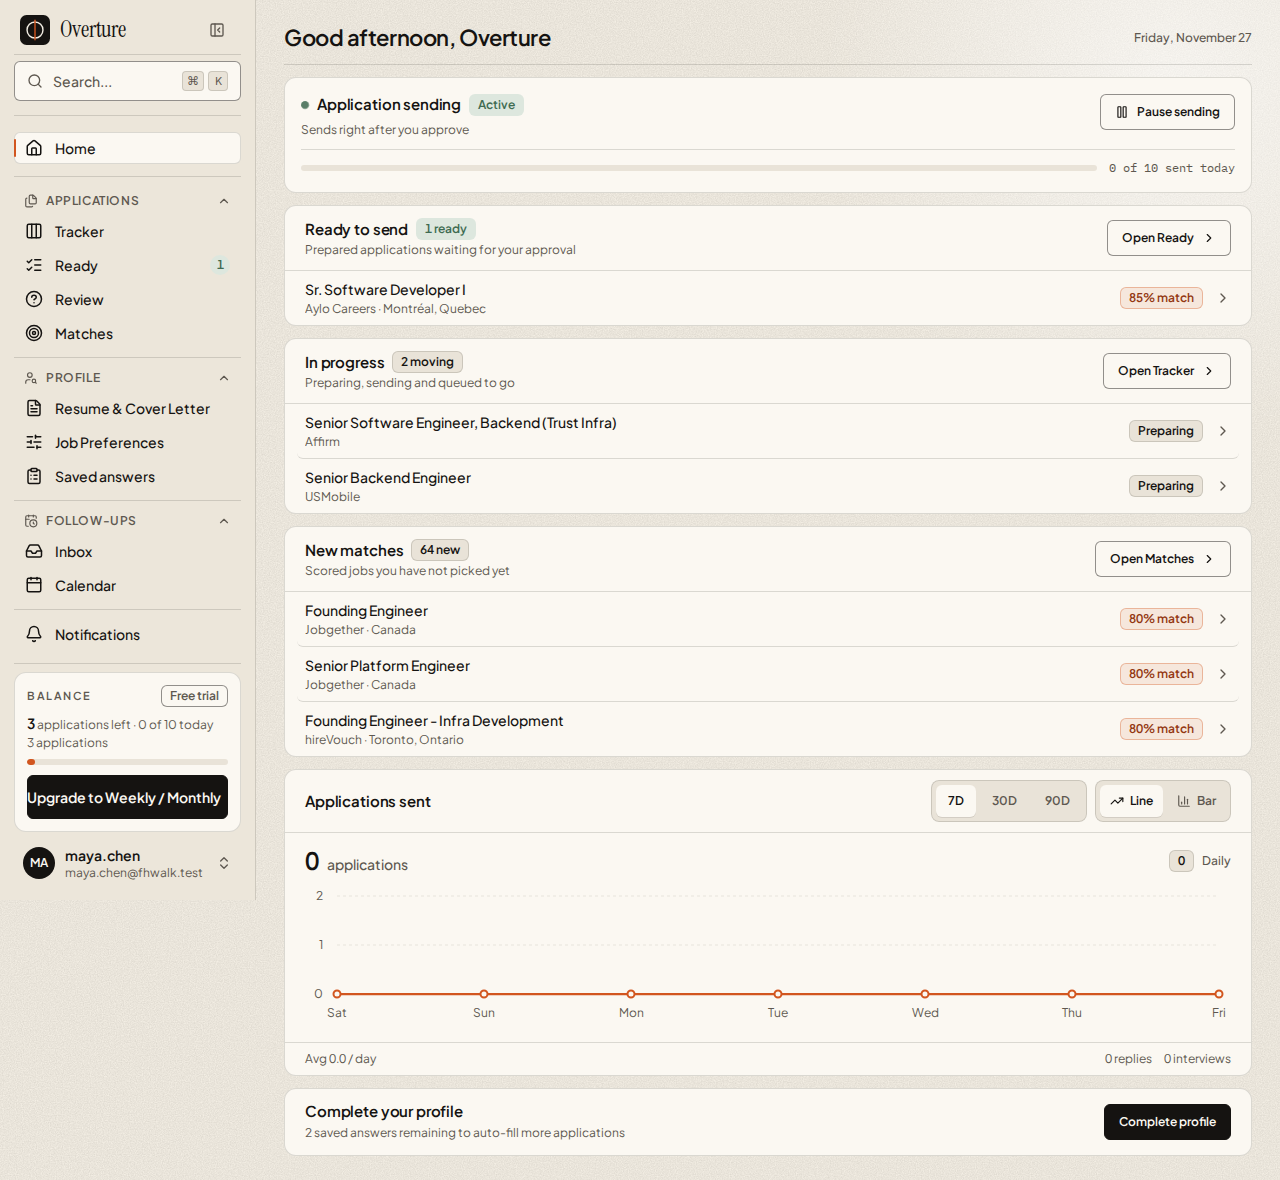 Overture
Search...
⌘ K
Home
APPLICATIONS
Tracker
Ready 1
Review
Matches
PROFILE
Resume & Cover Letter
Job Preferences
Saved answers
FOLLOW-UPS
Inbox
Calendar
Notifications
BALANCE Free trial
3 applications left · 0 of 10 today
3 applications
Upgrade to Weekly / Monthly
MA maya.chen
maya.chen@fhwalk.test
Good afternoon, Overture
Friday, November 27
Application sending Active
Sends right after you approve
Pause sending
0 of 10 sent today
Ready to send 1 ready
Prepared applications waiting for your approval
Open Ready
Sr. Software Developer I
Aylo Careers · Montréal, Quebec
85% match
In progress 2 moving
Preparing, sending and queued to go
Open Tracker
Senior Software Engineer, Backend (Trust Infra)
Affirm
Preparing
Senior Backend Engineer
USMobile
Preparing
New matches 64 new
Scored jobs you have not picked yet
Open Matches
Founding Engineer
Jobgether · Canada
80% match
Senior Platform Engineer
Jobgether · Canada
80% match
Founding Engineer - Infra Development
hireVouch · Toronto, Ontario
80% match
Applications sent
7D 30D 90D
Line Bar
0 applications
0 Daily
2
1
0
Sat Sun Mon Tue Wed Thu Fri
Avg 0.0 / day
0 replies 0 interviews
Complete your profile
2 saved answers remaining to auto-fill more applications
Complete profile